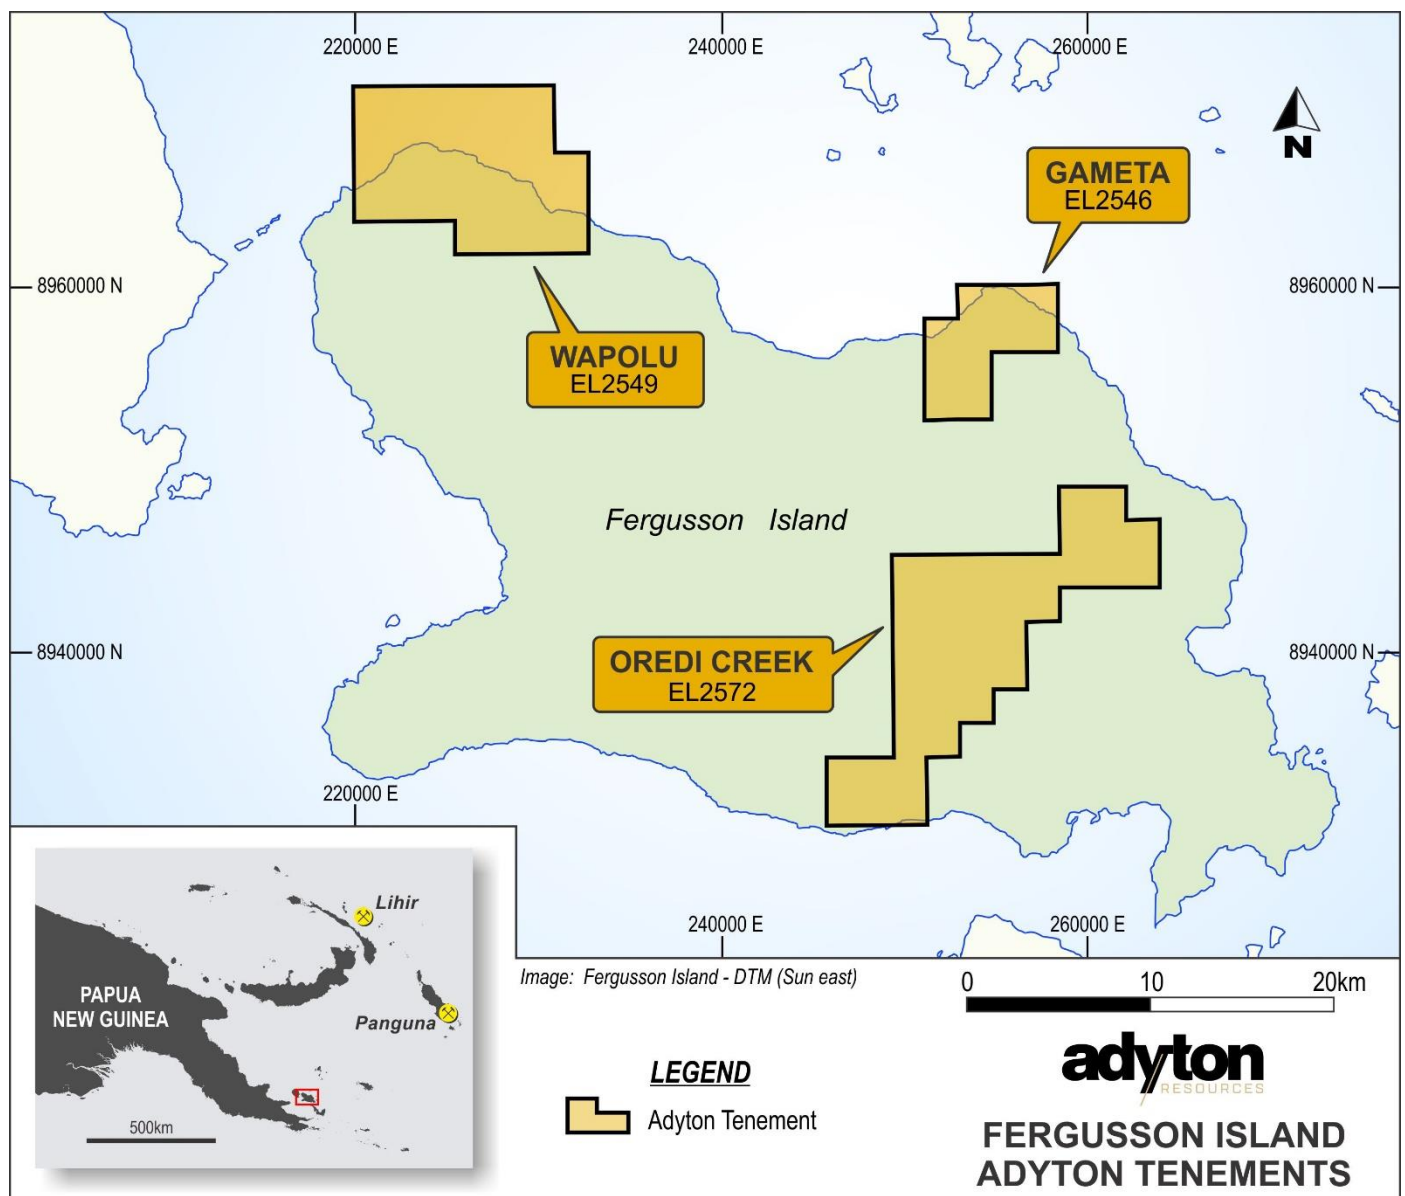 220000 E
240000 E
260000 E
N
GAMETA
EL2546
8960000 N
8960000 N
WAPOLU
EL2549
Fergusson Island
OREDI CREEK
EL2572
8940000 N
8940000 N
220000 E
240000 E
260000 E
Lihir
PAPUA
NEW GUINEA
Panguna
500km
Image: Fergusson Island - DTM (Sun east)
0
10
20km
LEGEND
Adyton Tenement
adyton
RESOURCES
FERGUSSON ISLAND
ADYTON TENEMENTS